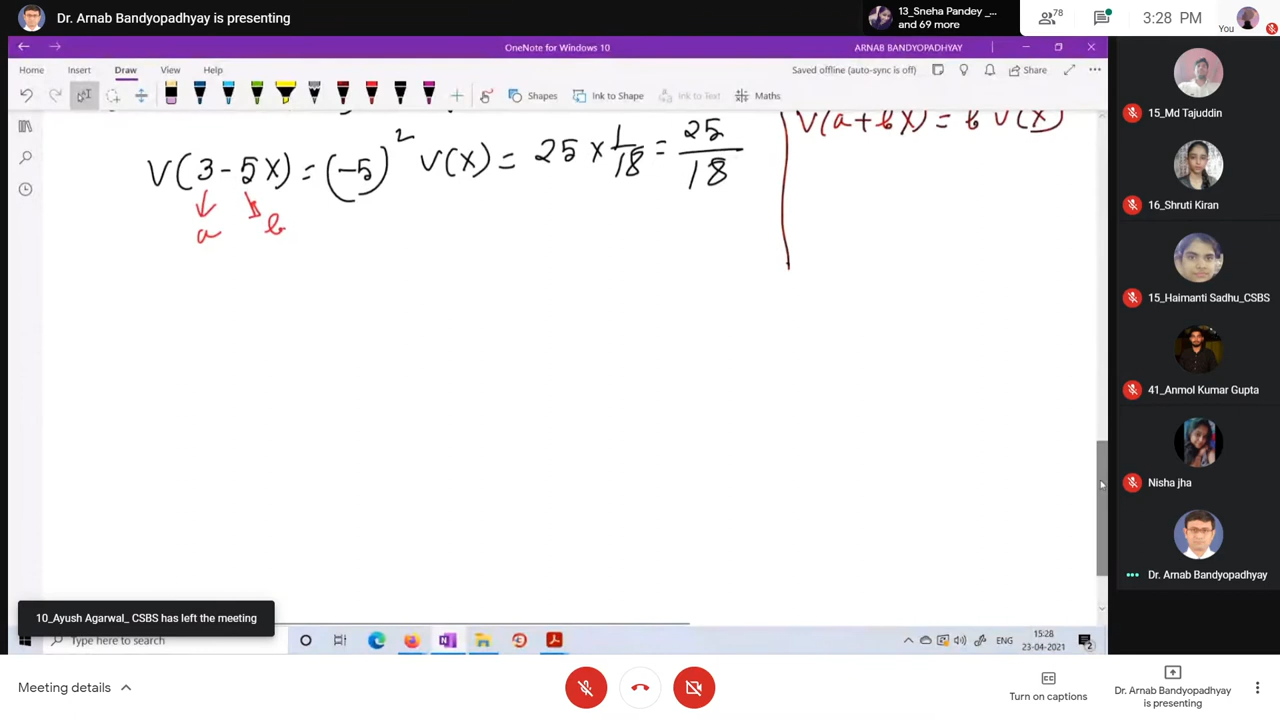 Dr. Arnab Bandyopadhyay is presenting
13_Sneha Pandey _...
and 69 more
78
3:28 PM
You
OneNote for Windows 10
ARNAB BANDYOPADHYAY
Home Insert Draw View Help
Saved offline (auto-sync is off)
Share
Shapes
Ink to Shape
Ink to Text
Maths
V(a+bX) = b V(X)
V(3-5X) = (-5)² V(X) = 25 × 1/18 = 25/18
a
b
15_Md Tajuddin
16_Shruti Kiran
15_Haimanti Sadhu_CSBS
41_Anmol Kumar Gupta
Nisha jha
Dr. Arnab Bandyopadhyay
10_Ayush Agarwal_ CSBS has left the meeting
Type here to search
ENG
15:28
23-04-2021
2
Meeting details
Turn on captions
Dr. Arnab Bandyopadhyay
is presenting